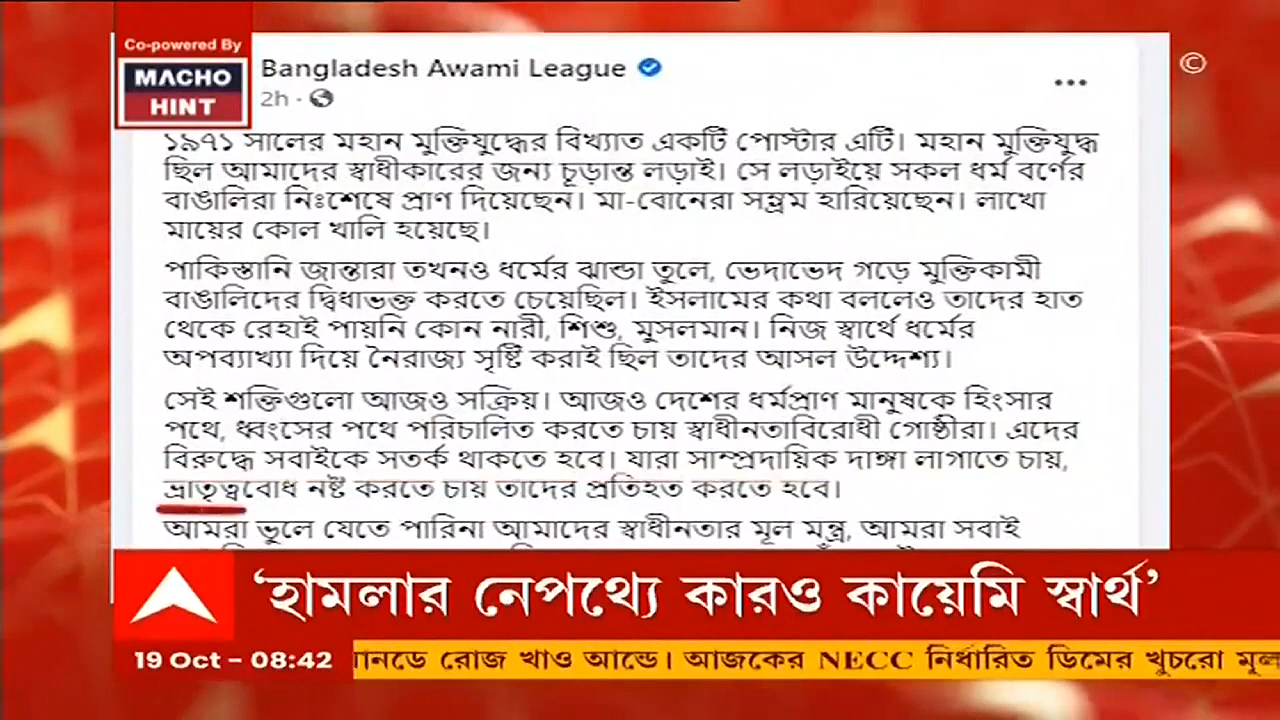 Co-powered By
MACHO
HINT
Bangladesh Awami League
2h
©
১৯৭১ সালের মহান মুক্তিযুদ্ধের বিখ্যাত একটি পোস্টার এটি। মহান মুক্তিযুদ্ধ
ছিল আমাদের স্বাধীকারের জন্য চূড়ান্ত লড়াই। সে লড়াইয়ে সকল ধর্ম বর্ণের
বাঙালিরা নিঃশেষে প্রাণ দিয়েছেন। মা-বোনেরা সম্ভ্রম হারিয়েছেন। লাখো
মায়ের কোল খালি হয়েছে।
পাকিস্তানি জান্তারা তখনও ধর্মের ঝান্ডা তুলে, ভেদাভেদ গড়ে মুক্তিকামী
বাঙালিদের দ্বিধাভক্ত করতে চেয়েছিল। ইসলামের কথা বললেও তাদের হাত
থেকে রেহাই পায়নি কোন নারী, শিশু, মুসলমান। নিজ স্বার্থে ধর্মের
অপব্যাখ্যা দিয়ে নৈরাজ্য সৃষ্টি করাই ছিল তাদের আসল উদ্দেশ্য।
সেই শক্তিগুলো আজও সক্রিয়। আজও দেশের ধর্মপ্রাণ মানুষকে হিংসার
পথে, ধ্বংসের পথে পরিচালিত করতে চায় স্বাধীনতাবিরোধী গোষ্ঠীরা। এদের
বিরুদ্ধে সবাইকে সতর্ক থাকতে হবে। যারা সাম্প্রদায়িক দাঙ্গা লাগাতে চায়,
ভ্রাতৃত্ববোধ নষ্ট করতে চায় তাদের প্রতিহত করতে হবে।
আমরা ভুলে যেতে পারিনা আমাদের স্বাধীনতার মূল মন্ত্র, আমরা সবাই
‘হামলার নেপথ্যে কারও কায়েমি স্বার্থ’
19 Oct - 08:42
রোজ খাও আন্ডে। আজকের NECC নির্ধারিত ডিমের খুচরো